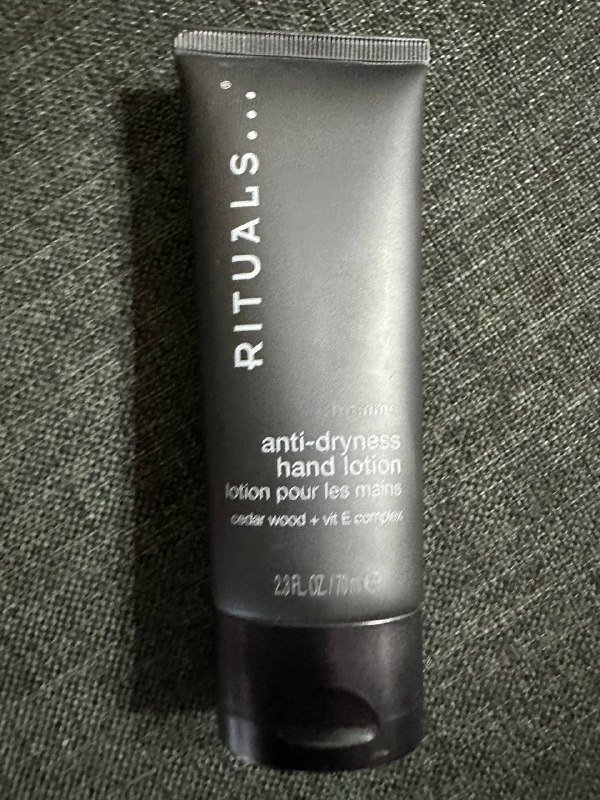 RITUALS...®
homme
anti-dryness
hand lotion
lotion pour les mains
cedar wood + vit E complex
2.3 FL. OZ. / 70 ml ℮